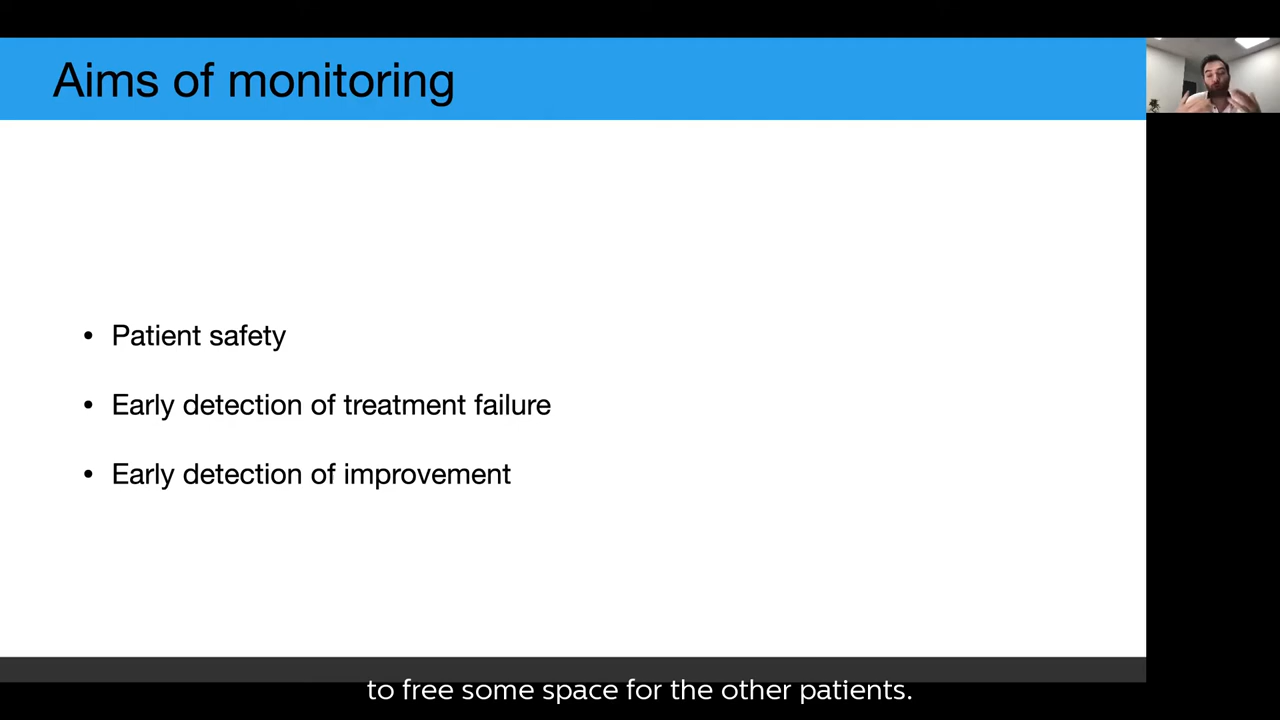 Aims of monitoring
• Patient safety
• Early detection of treatment failure
• Early detection of improvement
to free some space for the other patients.